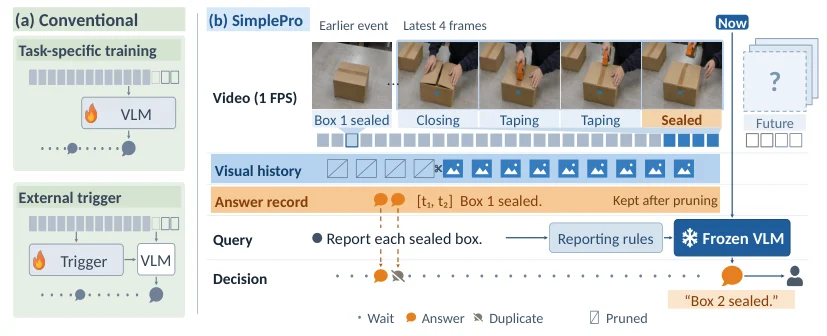 (a) Conventional
Task-specific training
VLM
External trigger
Trigger
VLM
(b) SimplePro
Earlier event
Latest 4 frames
Now
Video (1 FPS)
...
?
Box 1 sealed
Closing
Taping
Taping
Sealed
Future
Visual history
Answer record
[t₁, t₂] Box 1 sealed.
Kept after pruning
Query
Report each sealed box.
Reporting rules
Frozen VLM
Decision
"Box 2 sealed."
Wait
Answer
Duplicate
Pruned